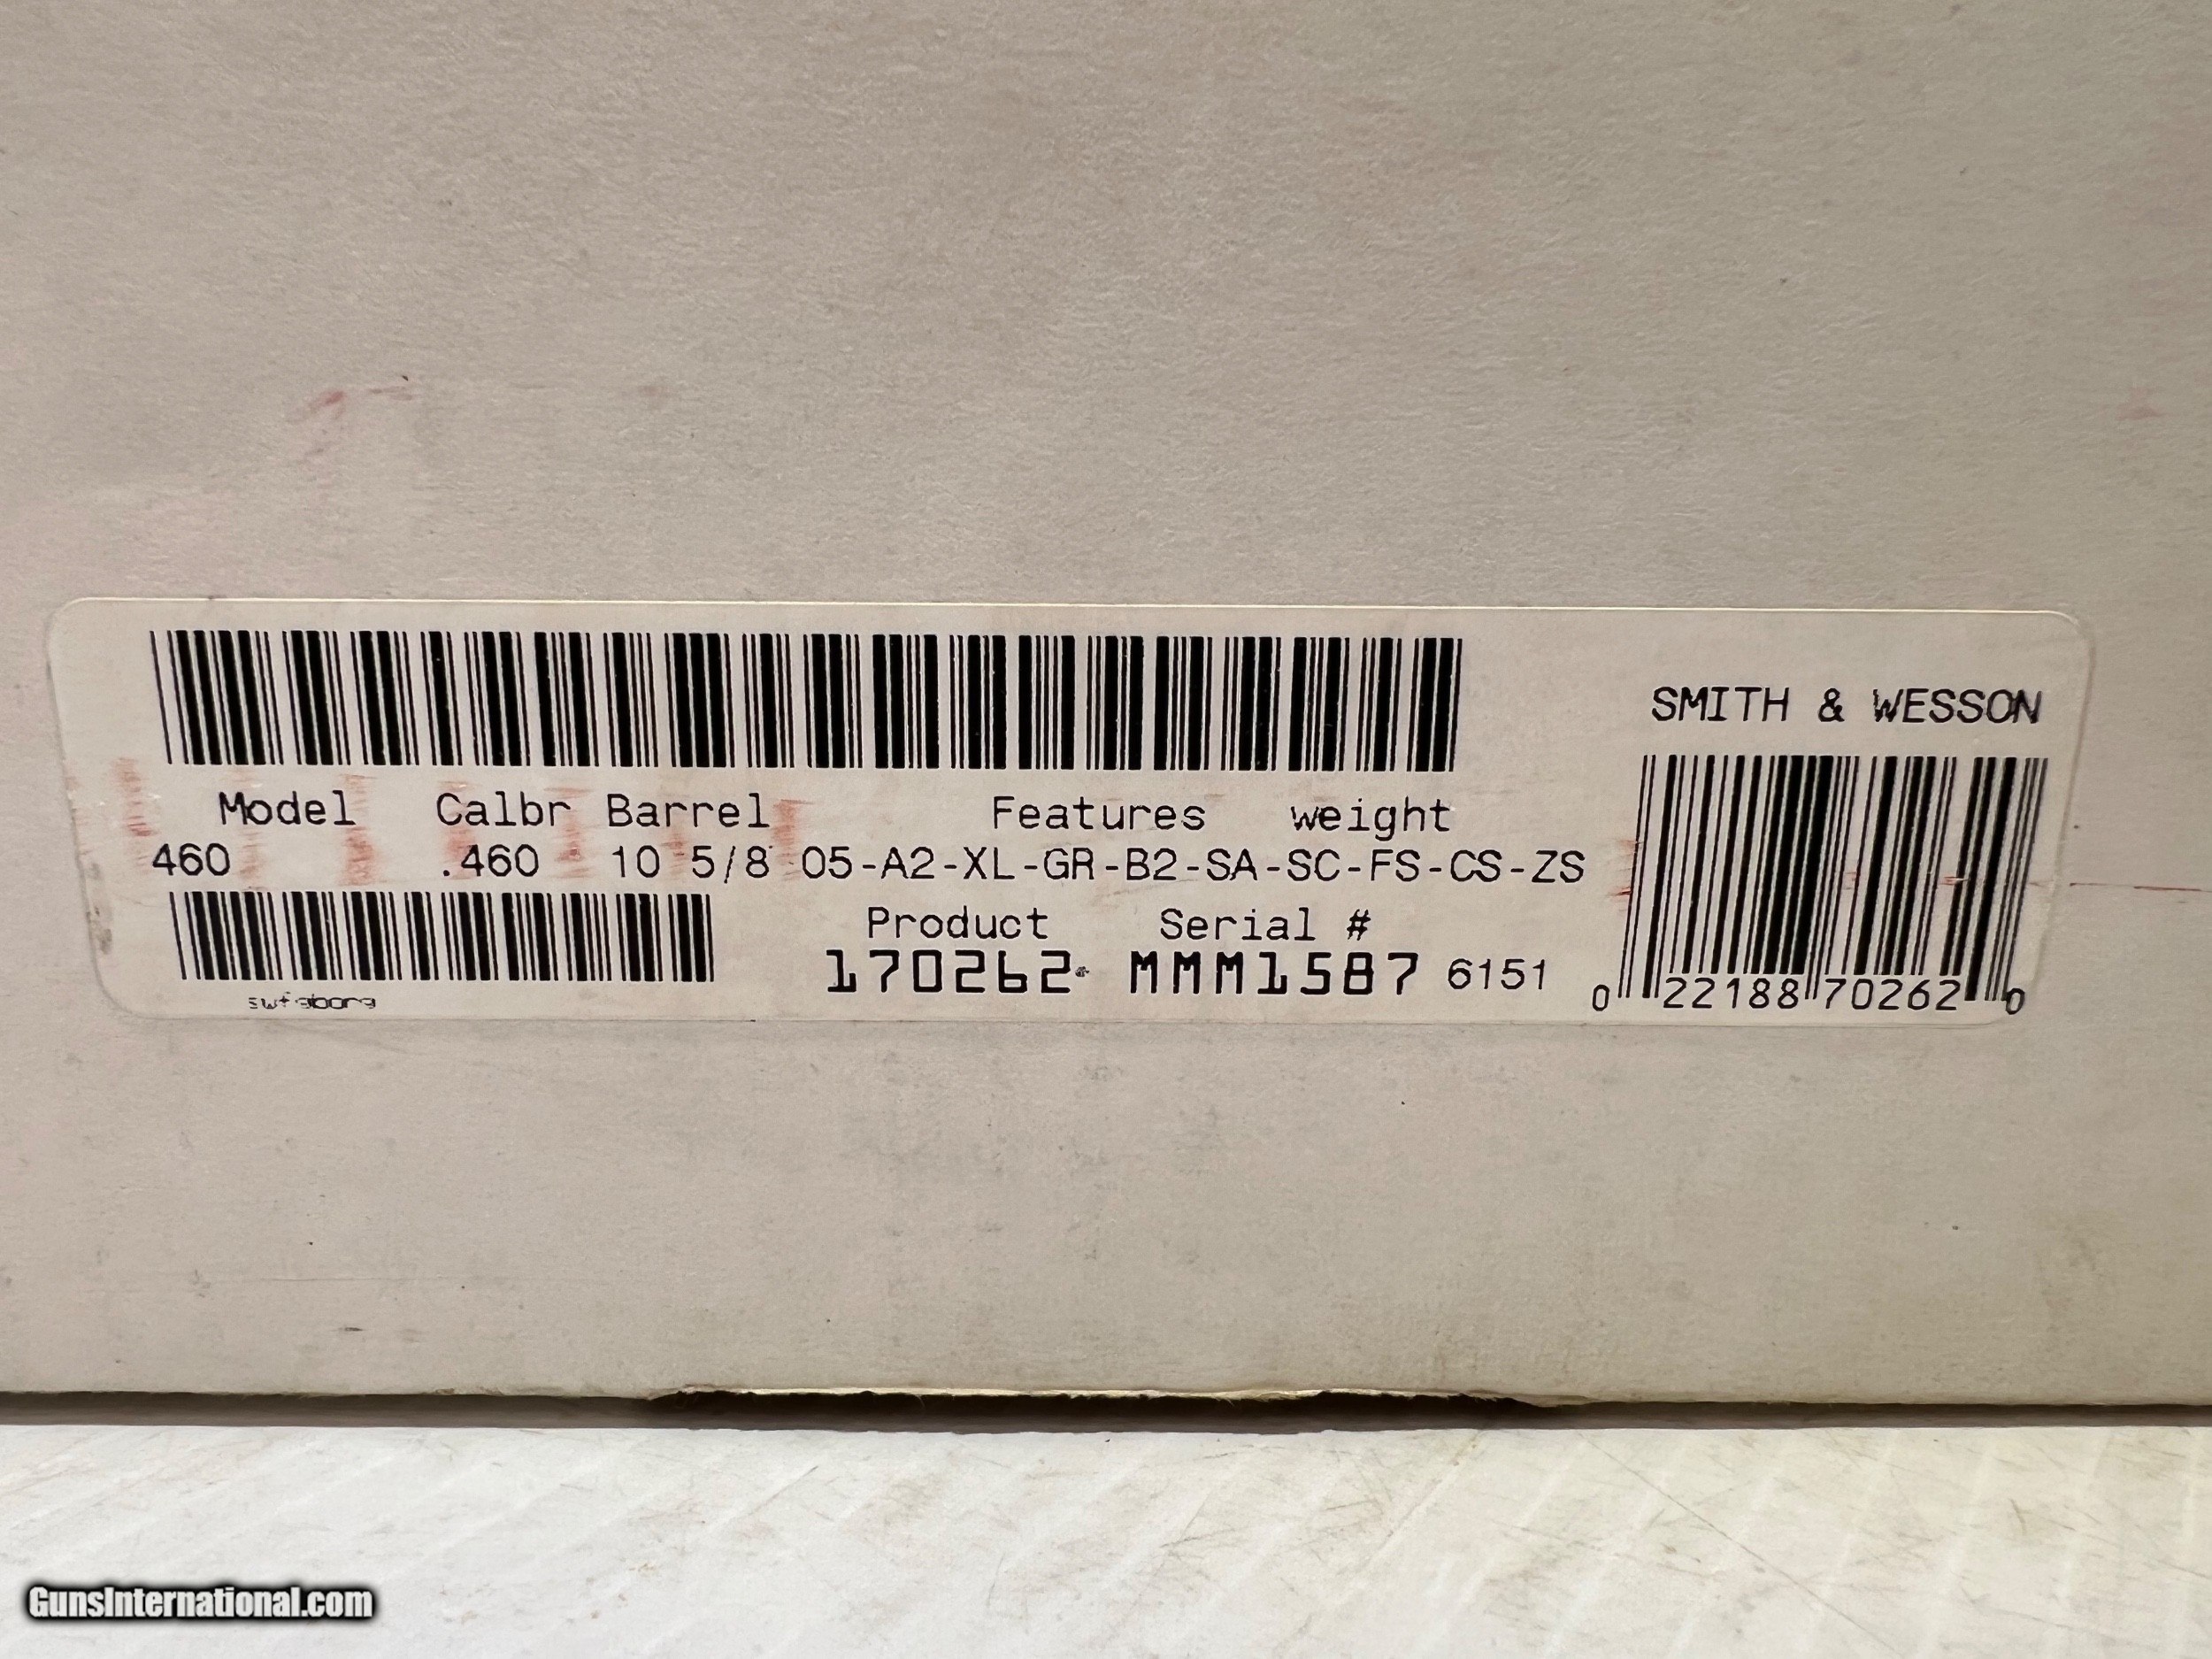 SMITH & WESSON
Model Calbr Barrel Features weight
460 .460 10 5/8 05-A2-XL-GR-B2-SA-SC-FS-CS-ZS
Product Serial #
170262 MMM1587 6151
0 22188 70262 0
GunsInternational.com